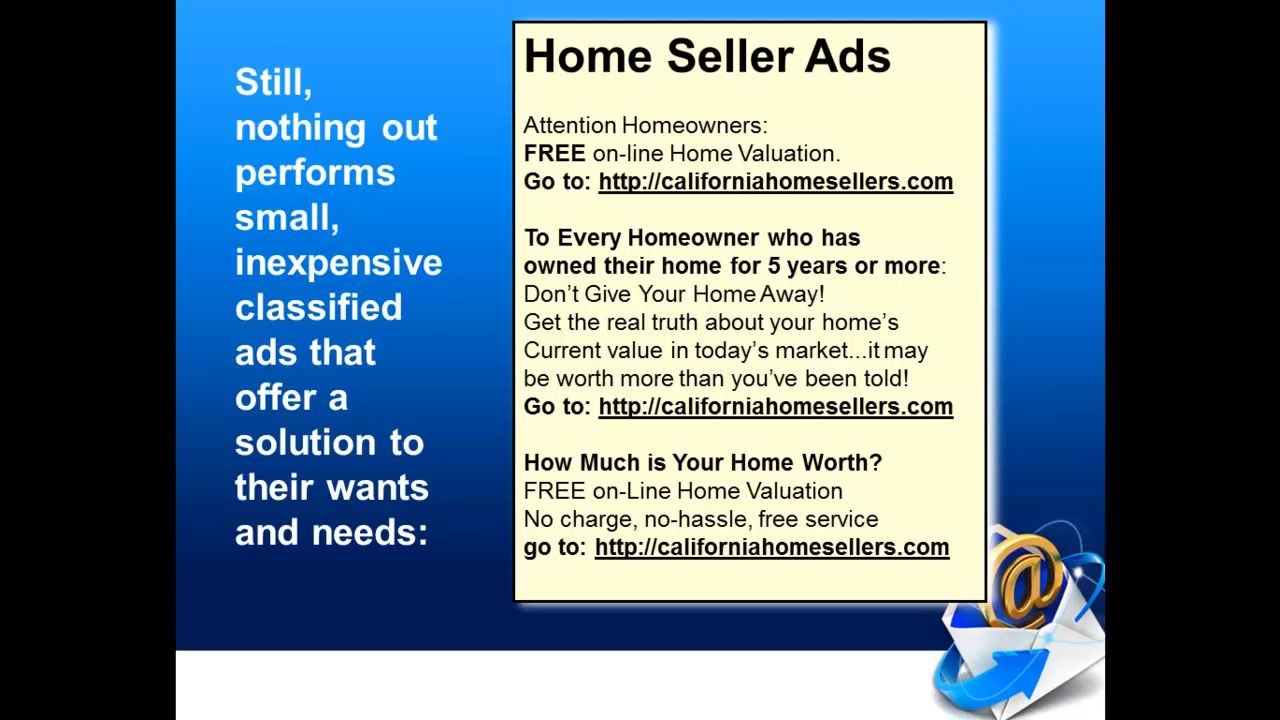 Still,
nothing out
performs
small,
inexpensive
classified
ads that
offer a
solution to
their wants
and needs:
Home Seller Ads
Attention Homeowners:
FREE on-line Home Valuation.
Go to: http://californiahomesellers.com
To Every Homeowner who has
owned their home for 5 years or more:
Don’t Give Your Home Away!
Get the real truth about your home’s
Current value in today’s market...it may
be worth more than you’ve been told!
Go to: http://californiahomesellers.com
How Much is Your Home Worth?
FREE on-Line Home Valuation
No charge, no-hassle, free service
go to: http://californiahomesellers.com
@